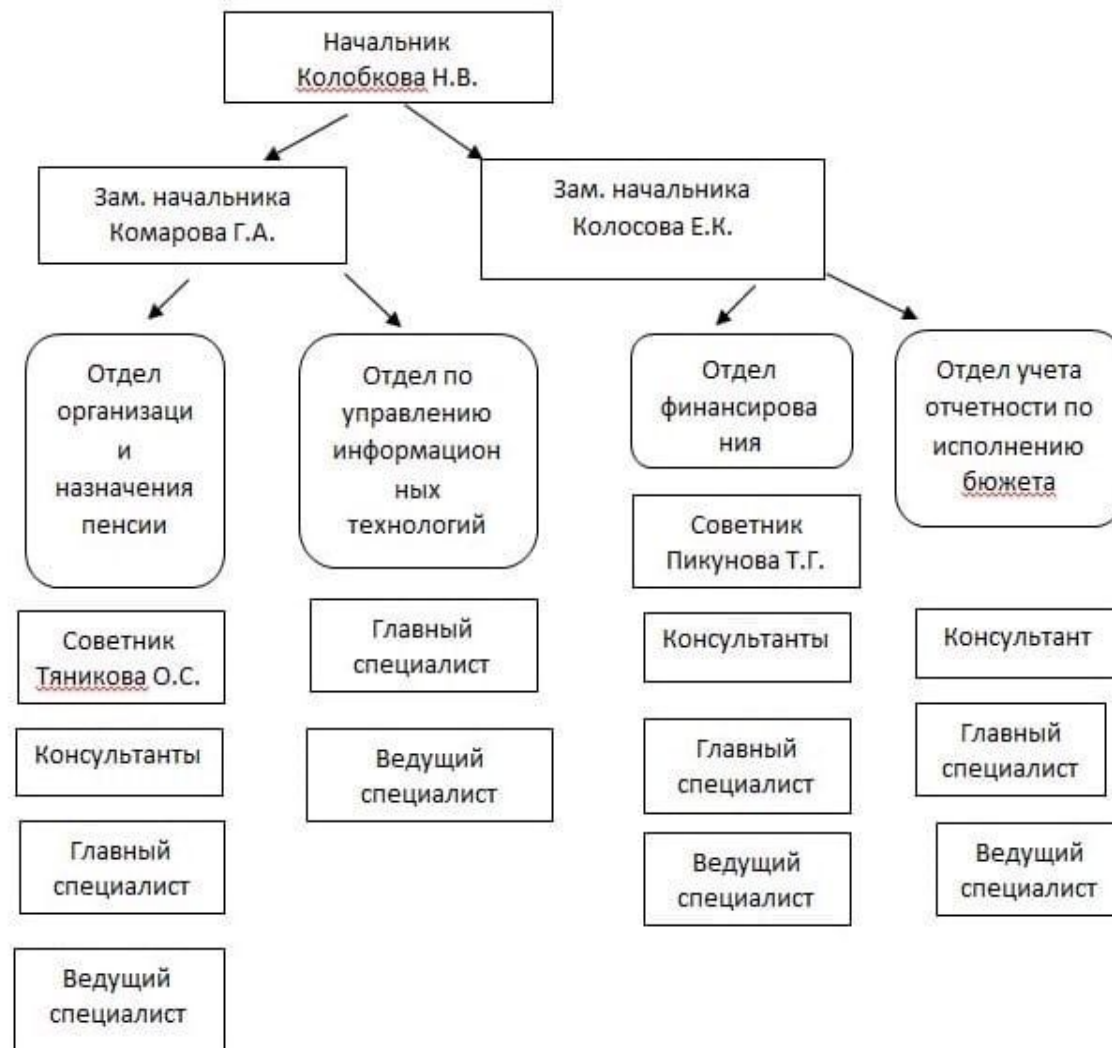 Начальник
Колобкова Н.В.
Зам. начальника
Комарова Г.А.
Зам. начальника
Колосова Е.К.
Отдел
организаци
и
назначения
пенсии
Отдел по
управлению
информацион
ных
технологий
Отдел
финансирова
ния
Отдел учета
отчетности по
исполнению
бюжета
Советник
Тяникова О.С.
Консультанты
Главный
специалист
Ведущий
специалист
Главный
специалист
Ведущий
специалист
Советник
Пикунова Т.Г.
Консультанты
Главный
специалист
Ведущий
специалист
Консультант
Главный
специалист
Ведущий
специалист